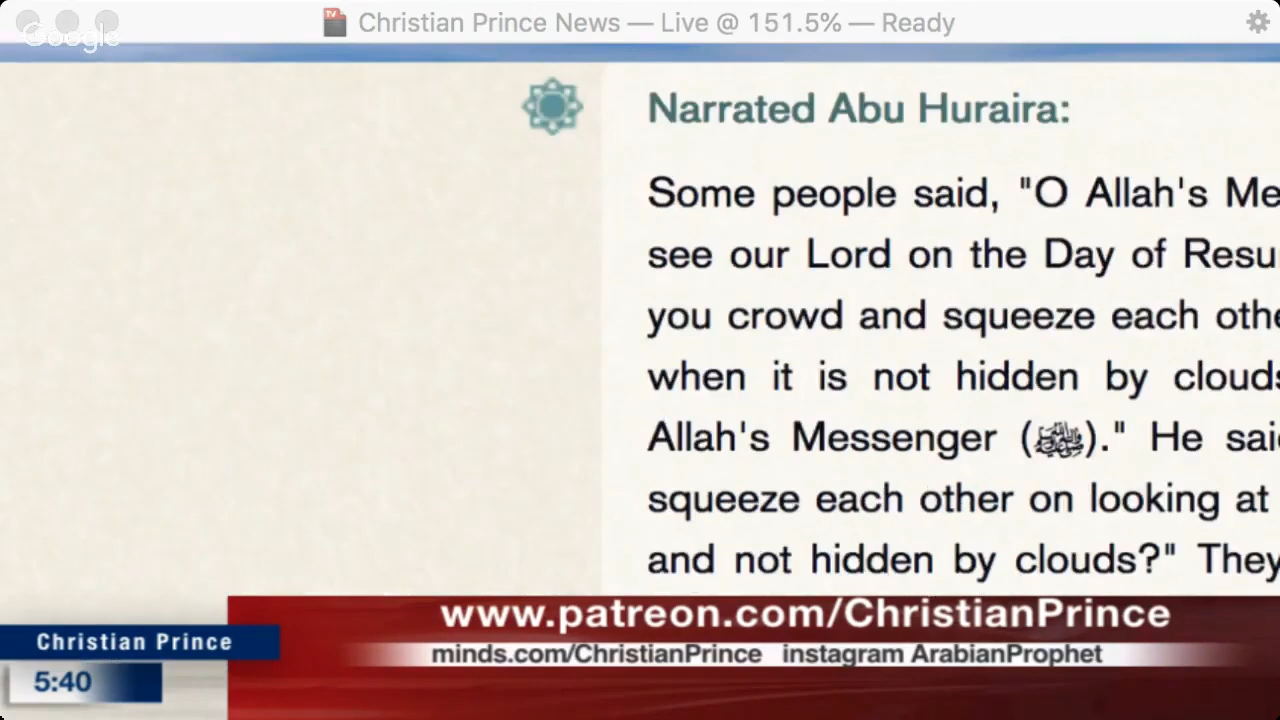 Christian Prince News — Live @ 151.5% — Ready
Google
Narrated Abu Huraira:
Some people said, "O Allah's Me
see our Lord on the Day of Resu
you crowd and squeeze each othe
when it is not hidden by clouds
Allah's Messenger (ﷺ)." He sai
squeeze each other on looking at
and not hidden by clouds?" They
www.patreon.com/ChristianPrince
Christian Prince
minds.com/ChristianPrince instagram ArabianProphet
5:40